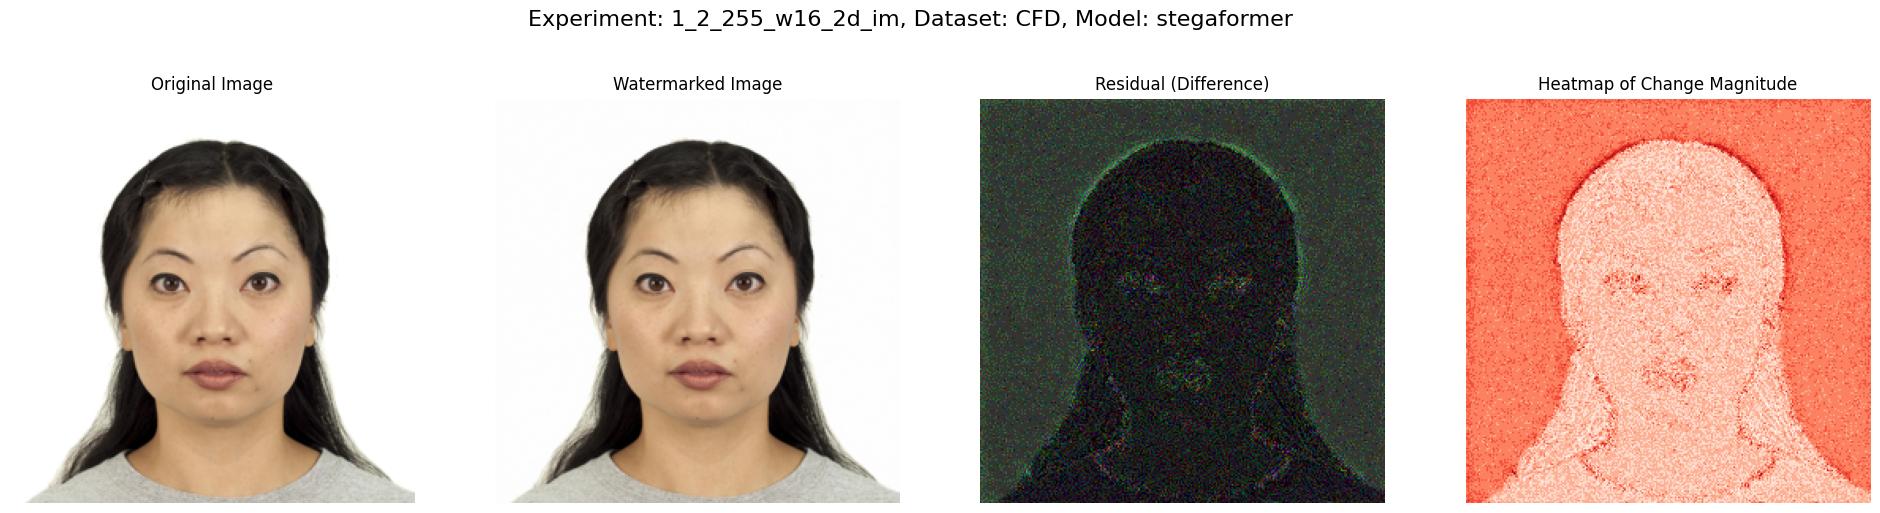 Experiment: 1_2_255_w16_2d_im, Dataset: CFD, Model: stegaformer
Original Image
Watermarked Image
Residual (Difference)
Heatmap of Change Magnitude